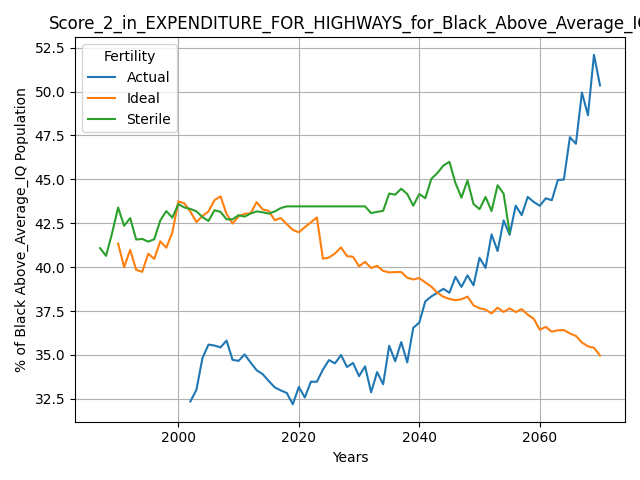 Score_2_in_EXPENDITURE_FOR_HIGHWAYS_for_Black_Above_Average_IQ
Fertility
Actual
Ideal
Sterile
% of Black Above_Average_IQ Population
52.5
50.0
47.5
45.0
42.5
40.0
37.5
35.0
32.5
2000
2020
2040
2060
Years